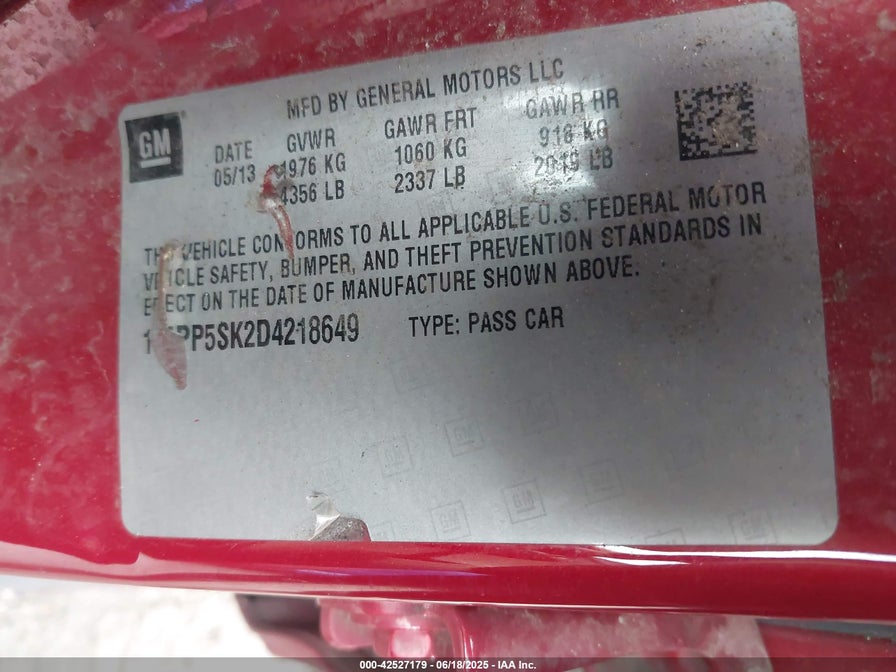 MFD BY GENERAL MOTORS LLC
GM
DATE GVWR GAWR FRT GAWR RR
05/13 1976 KG 1060 KG 916 KG
4356 LB 2337 LB 2019 LB
VEHICLE CONFORMS TO ALL APPLICABLE U.S. FEDERAL MOTOR
VEHICLE SAFETY, BUMPER, AND THEFT PREVENTION STANDARDS IN
EFFECT ON THE DATE OF MANUFACTURE SHOWN ABOVE.
PP5SK2D4218649 TYPE: PASS CAR
000-42527179 - 06/18/2025 - IAA Inc.